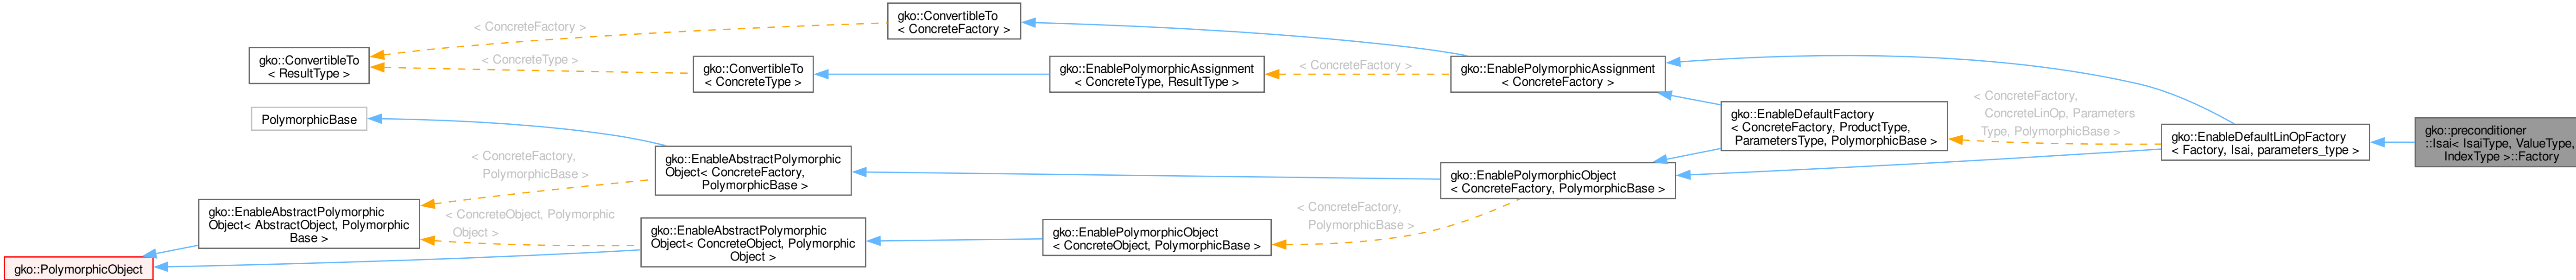 gko::ConvertibleTo
< ConcreteFactory >
< ConcreteFactory >
gko::ConvertibleTo
< ResultType >
< ConcreteType >
gko::ConvertibleTo
< ConcreteType >
gko::EnablePolymorphicAssignment
< ConcreteType, ResultType >
< ConcreteFactory >
gko::EnablePolymorphicAssignment
< ConcreteFactory >
PolymorphicBase
gko::EnableDefaultFactory
< ConcreteFactory, ProductType,
ParametersType, PolymorphicBase >
< ConcreteFactory,
ConcreteLinOp, Parameters
Type, PolymorphicBase >
gko::EnableDefaultLinOpFactory
< Factory, Isai, parameters_type >
gko::preconditioner
::Isai< IsaiType, ValueType,
IndexType >::Factory
< ConcreteFactory,
PolymorphicBase >
gko::EnableAbstractPolymorphic
Object< ConcreteFactory,
PolymorphicBase >
gko::EnablePolymorphicObject
< ConcreteFactory, PolymorphicBase >
gko::EnableAbstractPolymorphic
Object< AbstractObject, Polymorphic
Base >
< ConcreteObject, Polymorphic
Object >
gko::EnableAbstractPolymorphic
Object< ConcreteObject, Polymorphic
Object >
gko::EnablePolymorphicObject
< ConcreteObject, PolymorphicBase >
< ConcreteFactory,
PolymorphicBase >
gko::PolymorphicObject